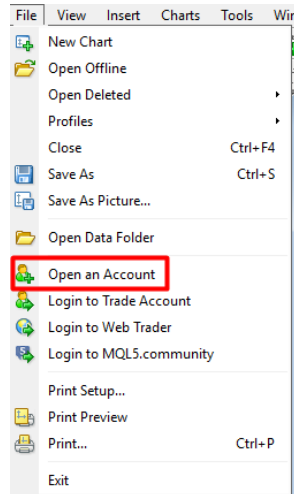 File View Insert Charts Tools
New Chart
Open Offline
Open Deleted
Profiles
Close Ctrl+F4
Save As Ctrl+S
Save As Picture...
Open Data Folder
Open an Account
Login to Trade Account
Login to Web Trader
Login to MQL5.community
Print Setup...
Print Preview
Print... Ctrl+P
Exit